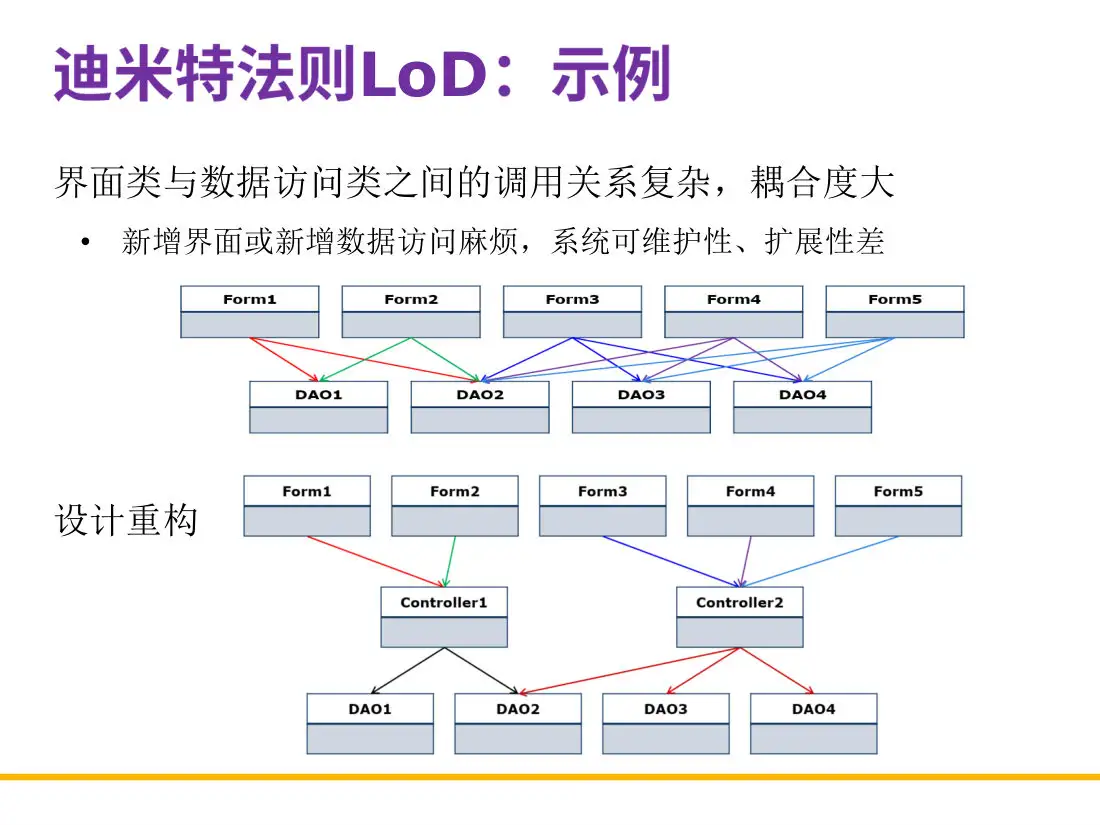 迪米特法则LoD：示例
界面类与数据访问类之间的调用关系复杂，耦合度大
• 新增界面或新增数据访问麻烦，系统可维护性、扩展性差
Form1 Form2 Form3 Form4 Form5
DAO1 DAO2 DAO3 DAO4
Form1 Form2 Form3 Form4 Form5
设计重构
Controller1 Controller2
DAO1 DAO2 DAO3 DAO4